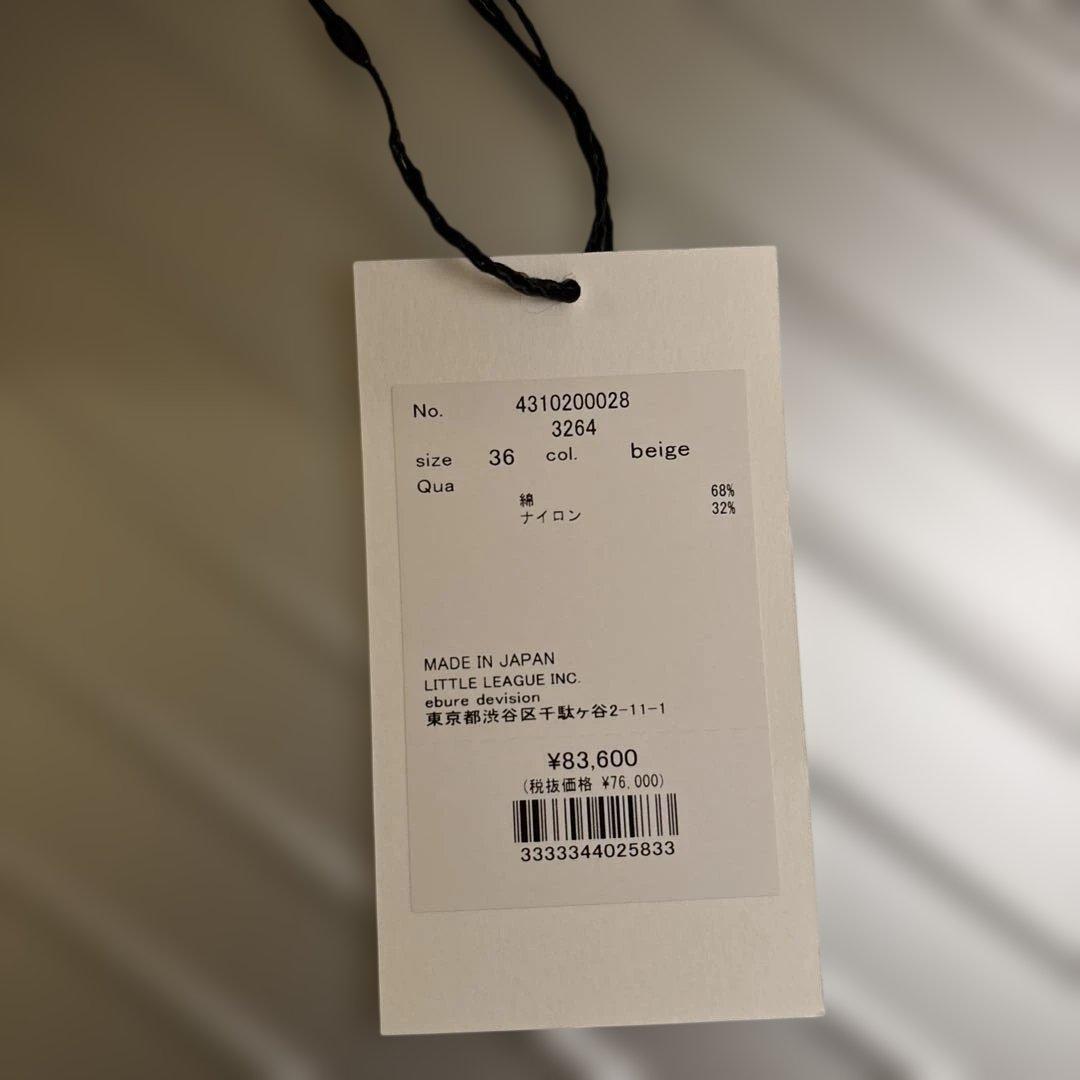 No. 4310200028
3264
size 36 col. beige
Qua
綿 68%
ナイロン 32%
MADE IN JAPAN
LITTLE LEAGUE INC.
ebure devision
東京都渋谷区千駄ヶ谷2-11-1
¥83,600
(税抜価格 ¥76,000)
3333344025833